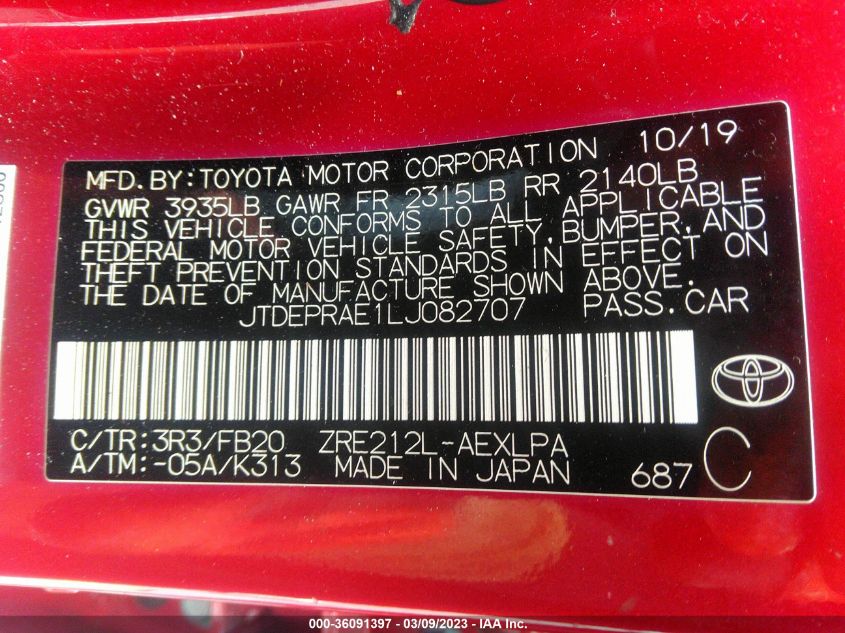 MFD.BY:TOYOTA MOTOR CORPORATION 10/19
GVWR 3935LB GAWR FR 2315LB RR 2140LB
THIS VEHICLE CONFORMS TO ALL APPLICABLE
FEDERAL MOTOR VEHICLE SAFETY,BUMPER,AND
THEFT PREVENTION STANDARDS IN EFFECT ON
THE DATE OF MANUFACTURE SHOWN ABOVE.
JTDEPRAE1LJ082707 PASS.CAR
C/TR:3R3/FB20 ZRE212L-AEXLPA
A/TM:-05A/K313 MADE IN JAPAN 687 C
000-36091397 - 03/09/2023 - IAA Inc.